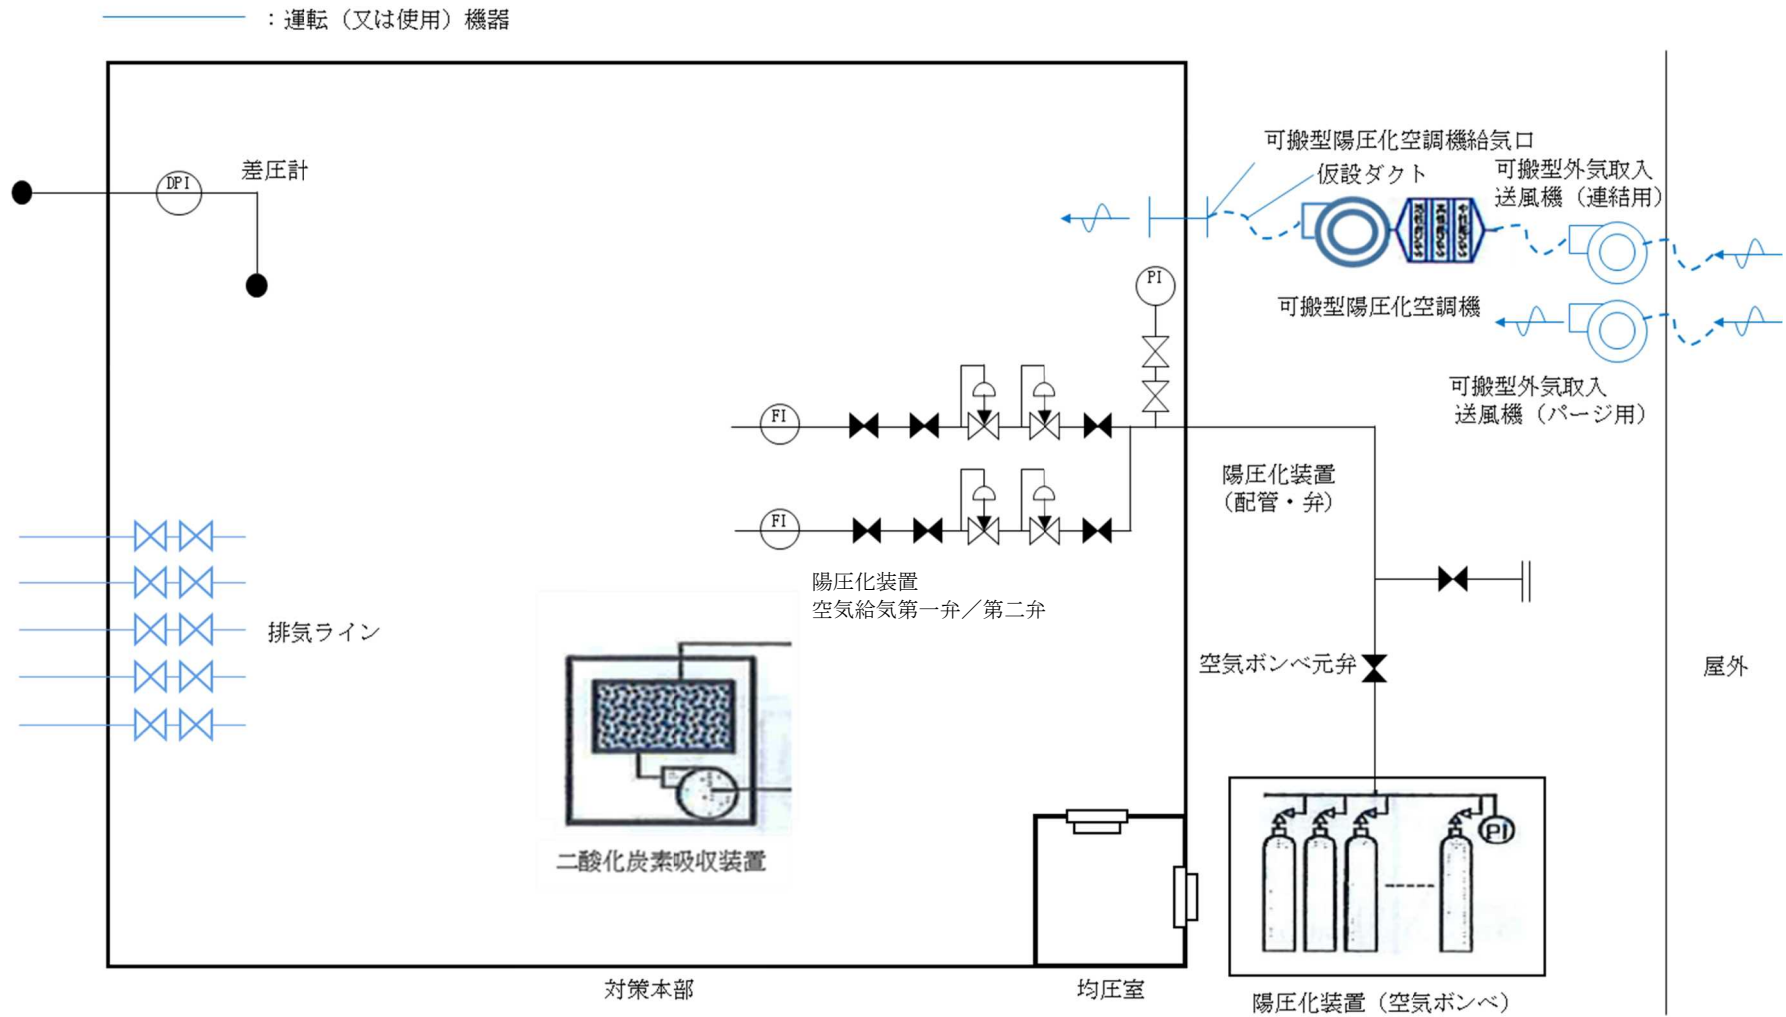 ：運転（又は使用）機器
可搬型陽圧化空調機給気口
差圧計
仮設ダクト
可搬型外気取入
送風機（連結用）
DPI
PI
可搬型陽圧化空調機
可搬型外気取入
送風機（パージ用）
FI
陽圧化装置
（配管・弁）
FI
陽圧化装置
空気給気第一弁／第二弁
排気ライン
空気ボンベ元弁
屋外
PI
二酸化炭素吸収装置
対策本部
均圧室
陽圧化装置（空気ボンベ）